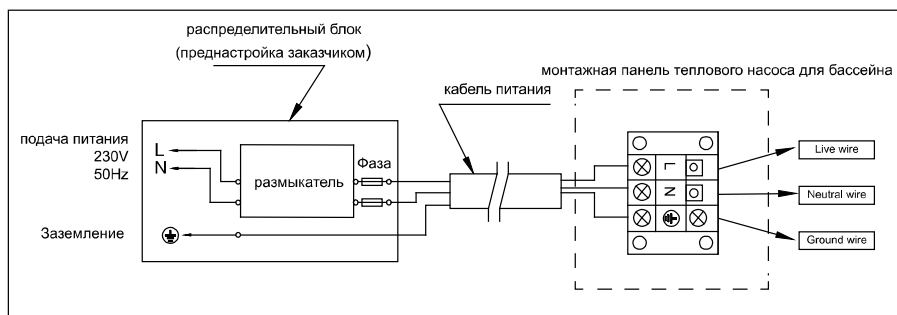 распределительный блок
(преднастройка заказчиком)
монтажная панель теплового насоса для бассейна
кабель питания
подача питания
230V
50Hz
L
N
размыкатель
Фаза
Заземление
L
N
Live wire
Neutral wire
Ground wire